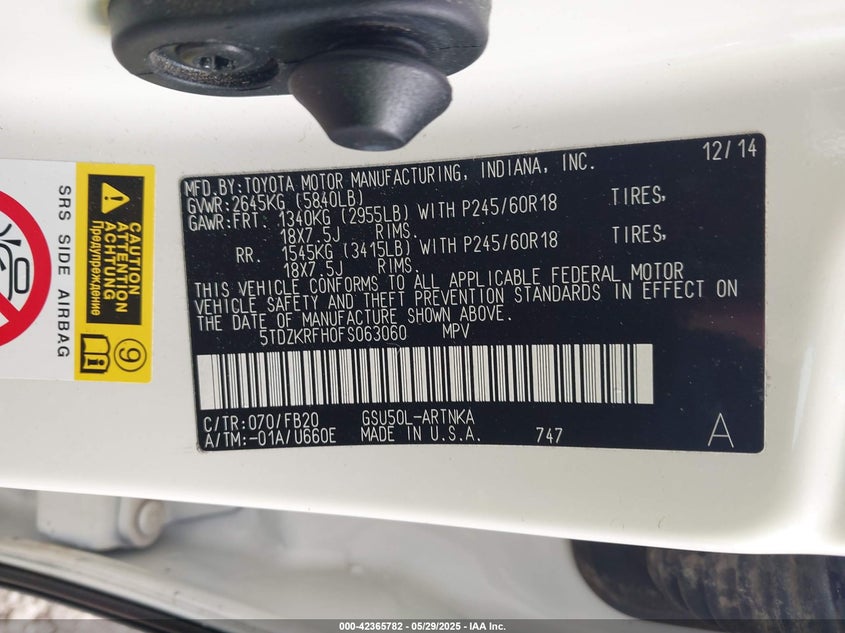 MFD.BY:TOYOTA MOTOR MANUFACTURING, INDIANA, INC. 12/14
GVWR:2645KG (5840LB)
GAWR:FRT. 1340KG (2955LB) WITH P245/60R18 TIRES,
18X7.5J RIMS.
RR. 1545KG (3415LB) WITH P245/60R18 TIRES,
18X7.5J RIMS.
THIS VEHICLE CONFORMS TO ALL APPLICABLE FEDERAL MOTOR
VEHICLE SAFETY AND THEFT PREVENTION STANDARDS IN EFFECT ON
THE DATE OF MANUFACTURE SHOWN ABOVE.
5TDZKRFH0FS063060 MPV
C/TR:070/FB20 GSU50L-ARTNKA
A/TM:-01A/U660E MADE IN U.S.A. 747 A
SRS SIDE AIRBAG
CAUTION
ATTENTION
ACHTUNG
Предупреждение
9
000-42365782 - 05/29/2025 - IAA Inc.